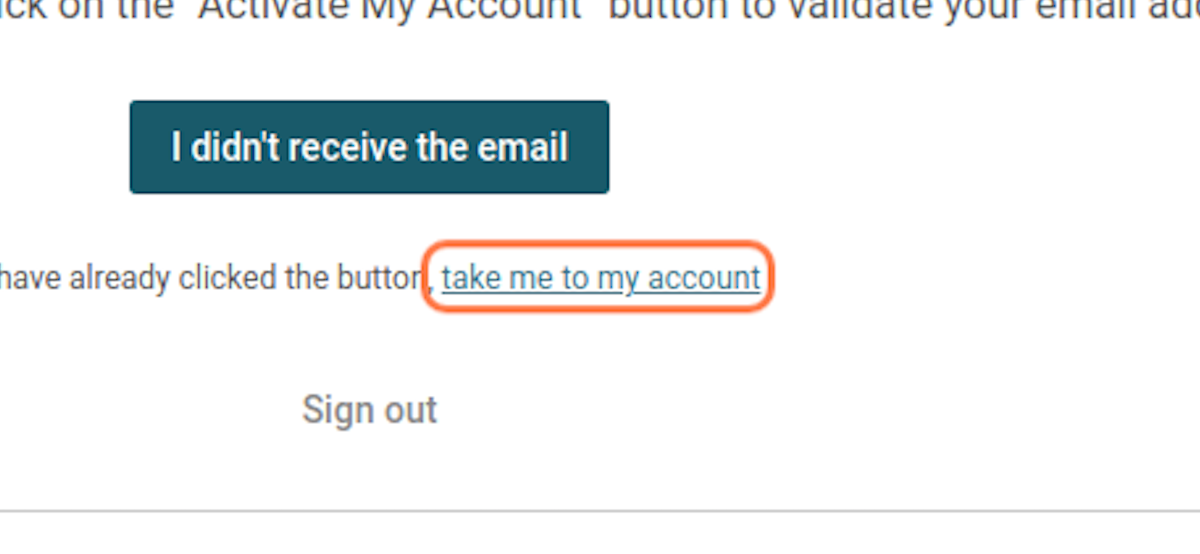 on the "Activate My Account" button to validate your email
I didn't receive the email
have already clicked the button, take me to my account
Sign out